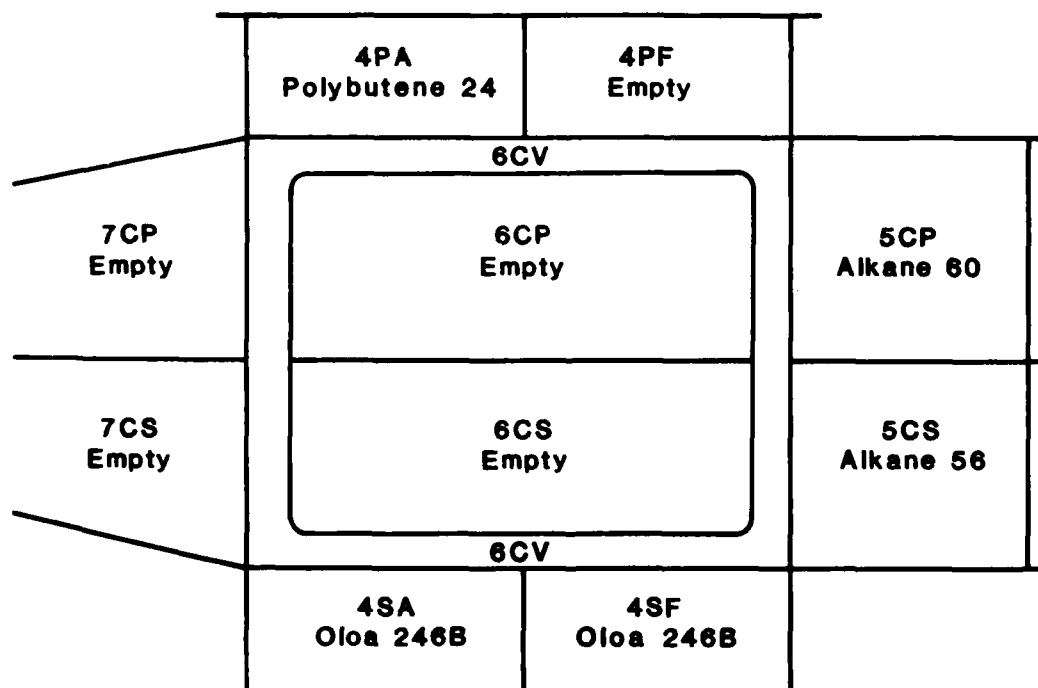 4PA
Polybutene 24
4PF
Empty
6CV
7CP
Empty
6CP
Empty
5CP
Alkane 60
7CS
Empty
6CS
Empty
5CS
Alkane 56
6CV
4SA
Oloa 246B
4SF
Oloa 246B